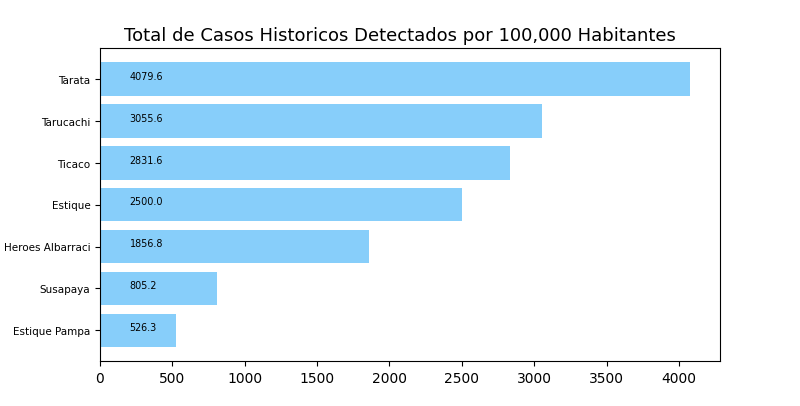 Total de Casos Historicos Detectados por 100,000 Habitantes
Tarata 4079.6
Tarucachi 3055.6
Ticaco 2831.6
Estique 2500.0
Heroes Albarraci 1856.8
Susapaya 805.2
Estique Pampa 526.3
0 500 1000 1500 2000 2500 3000 3500 4000